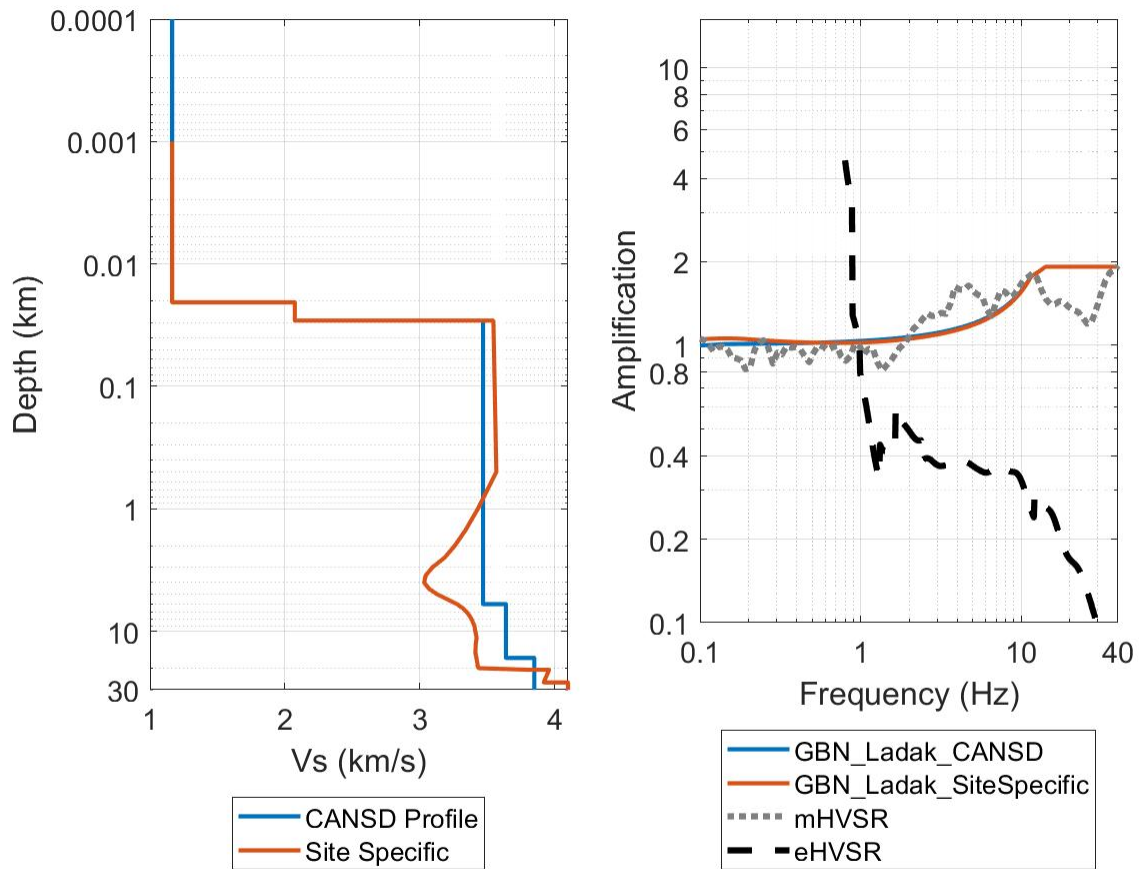 0.0001
0.001
0.01
0.1
1
10
30
Depth (km)
1
2
3
4
Vs (km/s)
CANSD Profile
Site Specific
10
8
6
4
2
1
0.8
0.4
0.2
0.1
Amplification
0.1
1
10
40
Frequency (Hz)
GBN_Ladak_CANSD
GBN_Ladak_SiteSpecific
mHVSR
eHVSR